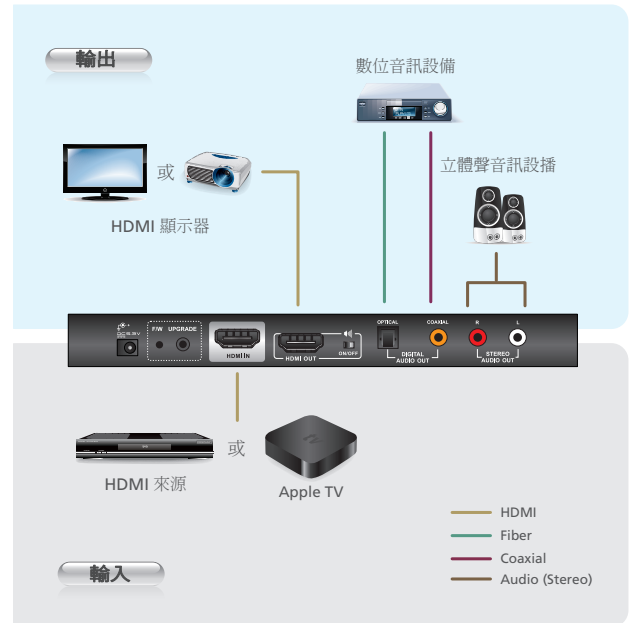 輸出
數位音訊設備
或
立體聲音訊設播
HDMI 顯示器
DC5.3V
F/W UPGRADE
HDMI IN
HDMI OUT
ON/OFF
OPTICAL
COAXIAL
DIGITAL
AUDIO OUT
R
L
STEREO
AUDIO OUT
或
HDMI 來源
Apple TV
HDMI
Fiber
Coaxial
Audio (Stereo)
輸入